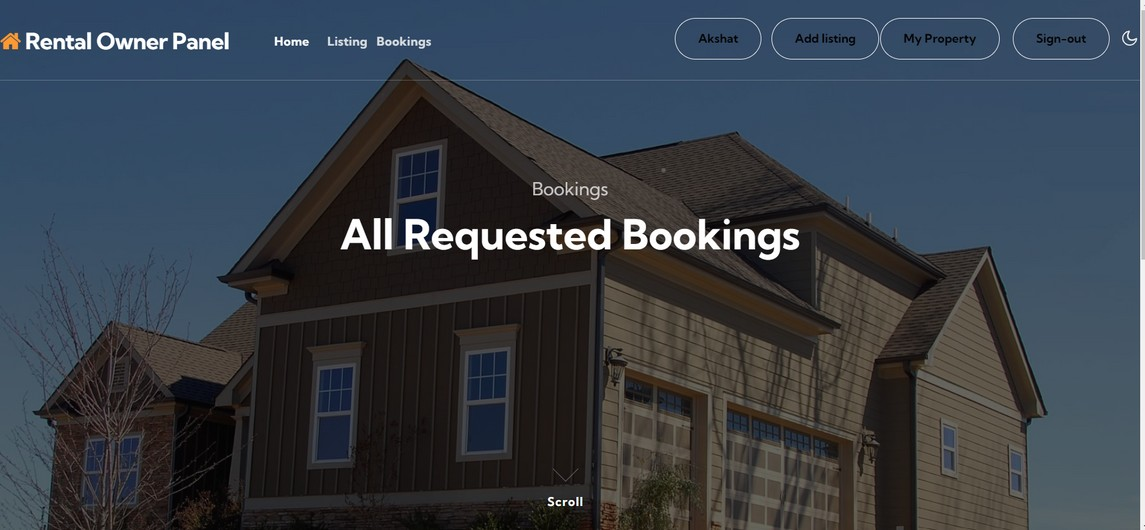 Rental Owner Panel
Home Listing Bookings
Akshat Add listing My Property Sign-out
Bookings
All Requested Bookings
Scroll